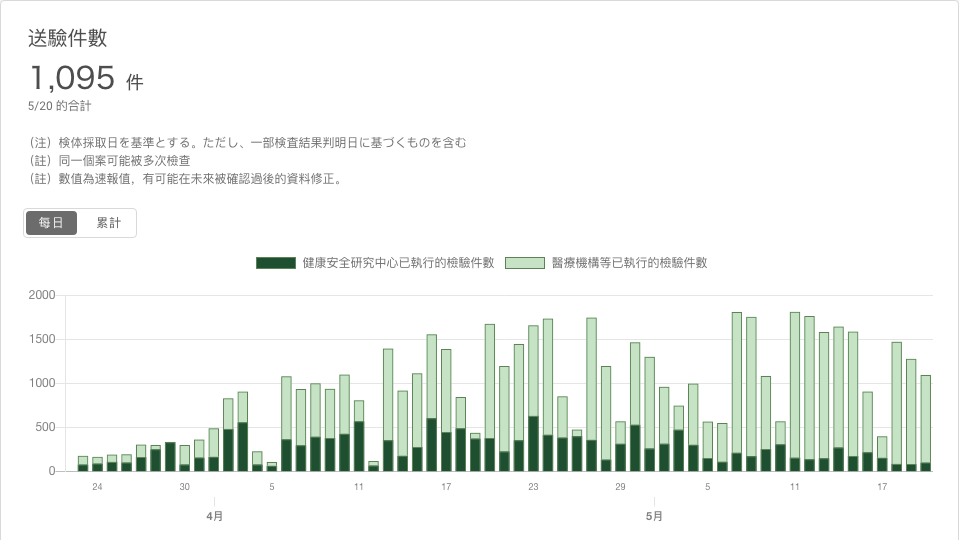 送驗件數
1,095 件
5/20 的合計
（注）検体採取日を基準とする。ただし、一部検査結果判明日に基づくものを含む
（註）同一個案可能被多次檢查
（註）數值為速報值，有可能在未來被確認過後的資料修正。
每日 累計
健康安全研究中心已執行的檢驗件數 醫療機構等已執行的檢驗件數
2000
1500
1000
500
0
24 30 5 11 17 23 29 5 11 17
4月 5月